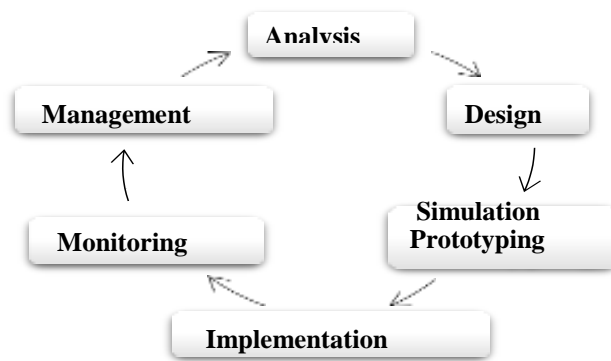 Analysis
Design
Simulation
Prototyping
Implementation
Monitoring
Management